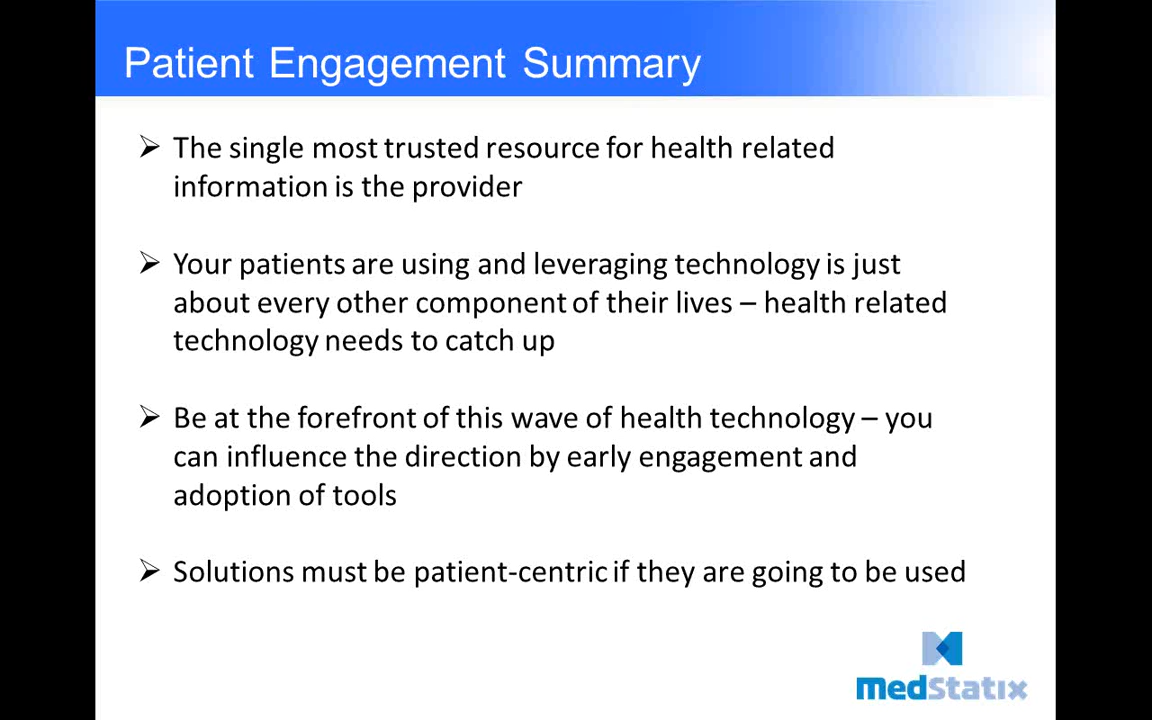 Patient Engagement Summary
➢ The single most trusted resource for health related
information is the provider
➢ Your patients are using and leveraging technology is just
about every other component of their lives – health related
technology needs to catch up
➢ Be at the forefront of this wave of health technology – you
can influence the direction by early engagement and
adoption of tools
➢ Solutions must be patient-centric if they are going to be used
medStatix